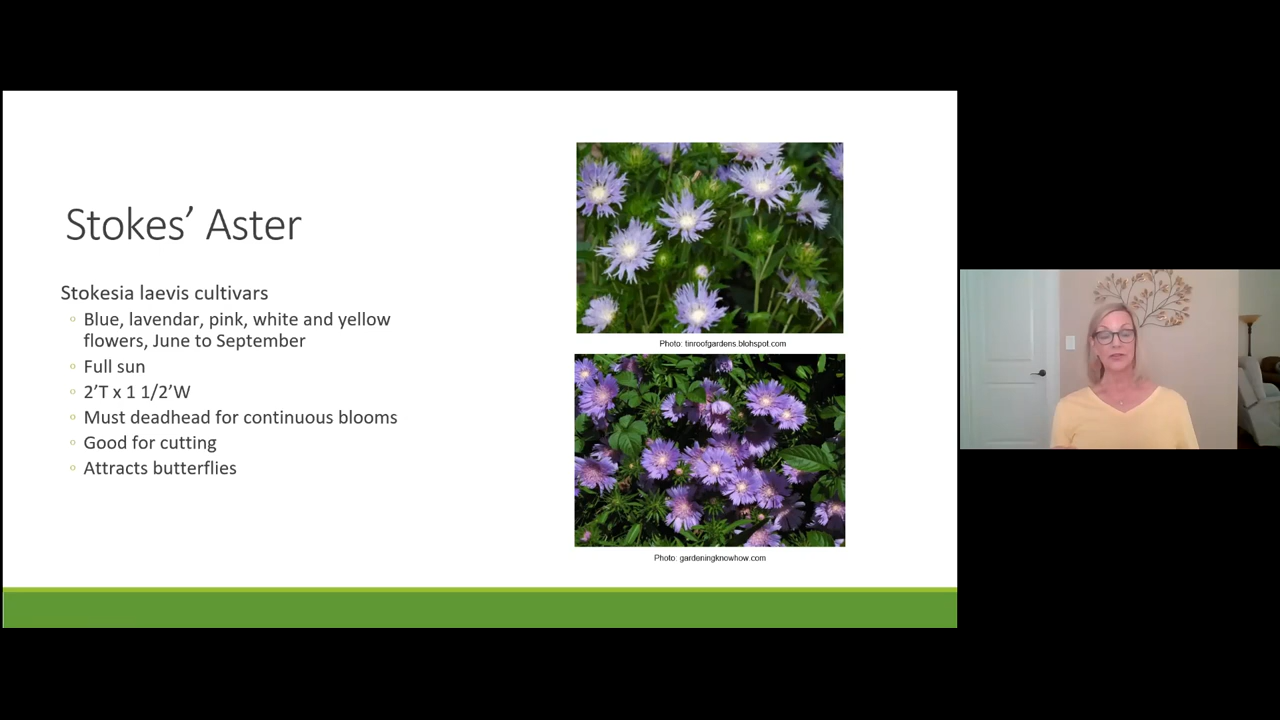 Stokes’ Aster
Stokesia laevis cultivars
Blue, lavendar, pink, white and yellow
flowers, June to September
Full sun
2’T x 1 1/2’W
Must deadhead for continuous blooms
Good for cutting
Attracts butterflies
Photo: tinroofgardens.blohspot.com
Photo: gardeningknowhow.com